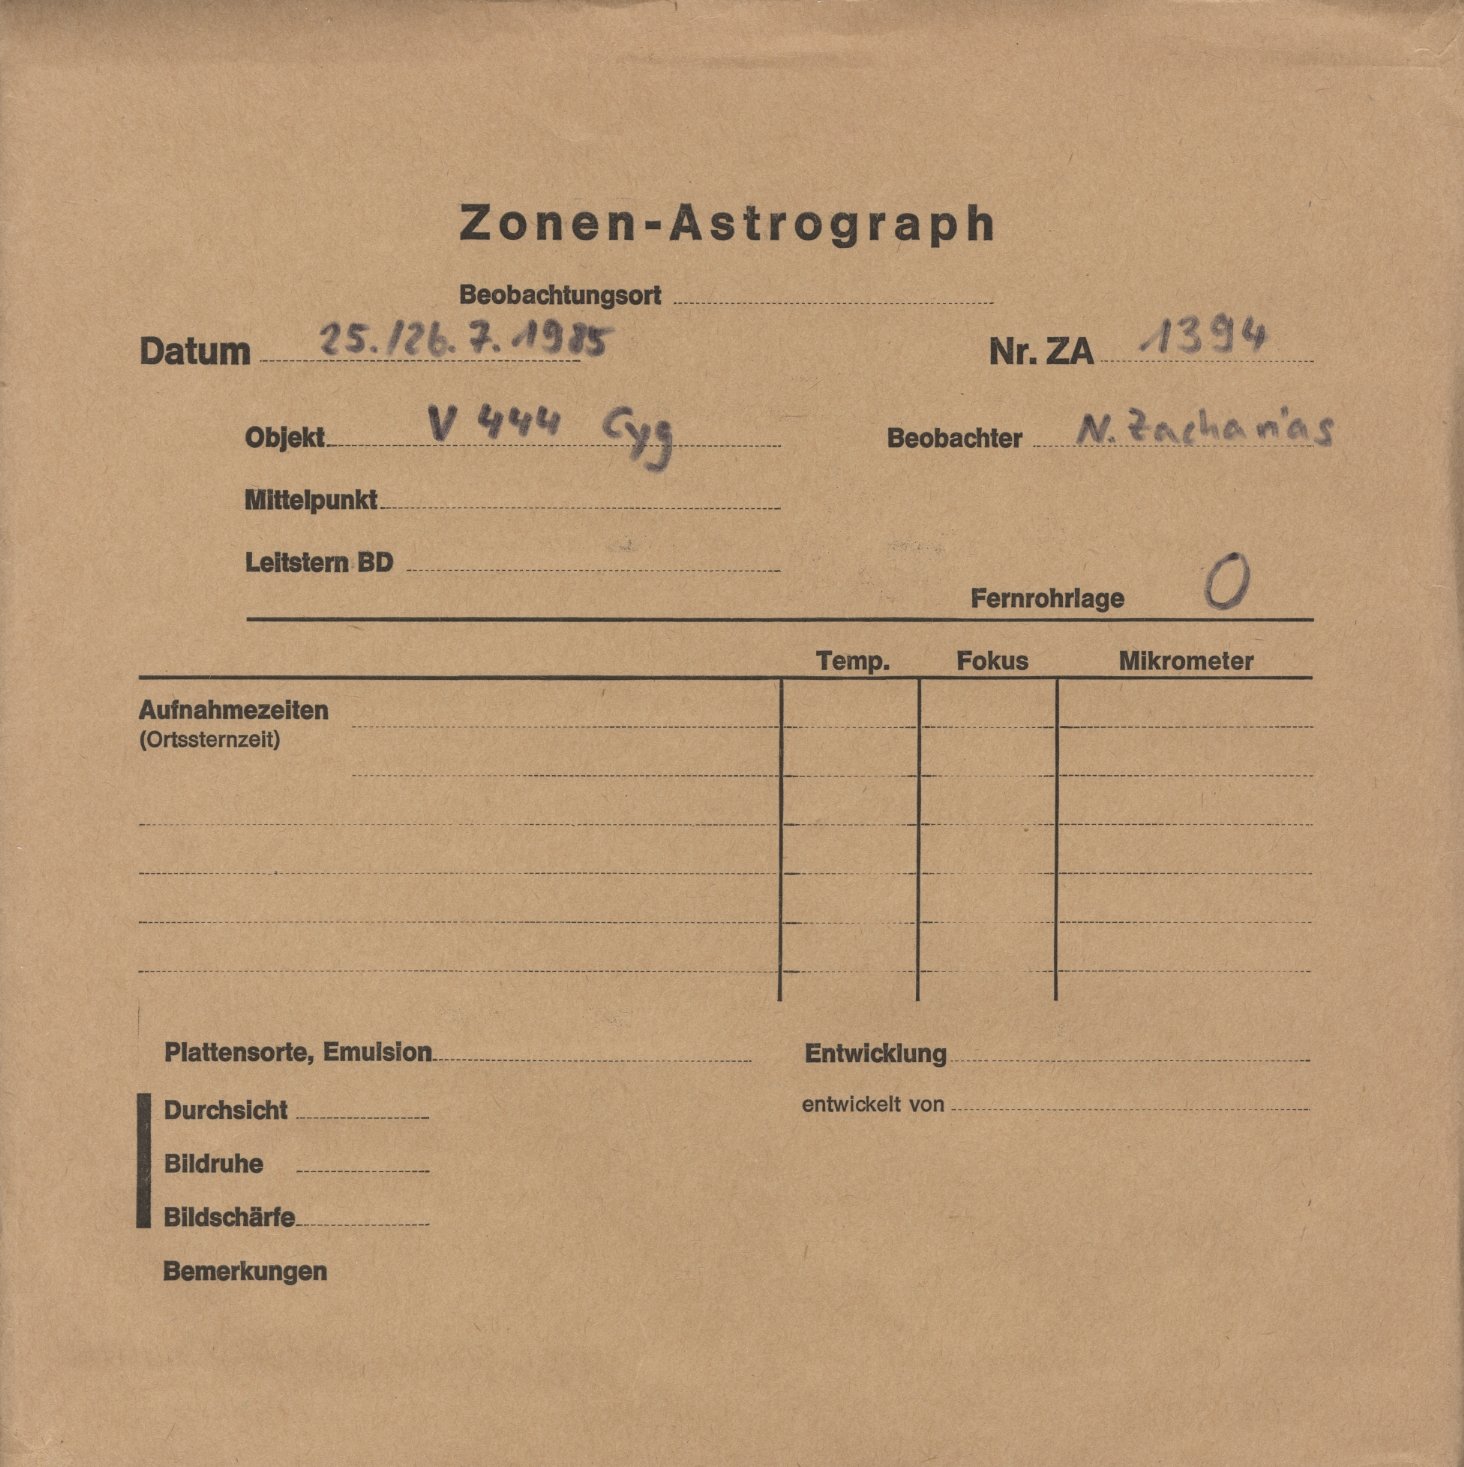 Zonen-Astrograph
Beobachtungsort
Datum 25./26. 7. 1985 Nr. ZA 1394
Objekt V 444 Cyg Beobachter N. Zacharias
Mittelpunkt
Leitstern BD
Fernrohrlage O
Temp. Fokus Mikrometer
Aufnahmezeiten
(Ortssternzeit)
Plattensorte, Emulsion Entwicklung
Durchsicht entwickelt von
Bildruhe
Bildschärfe
Bemerkungen